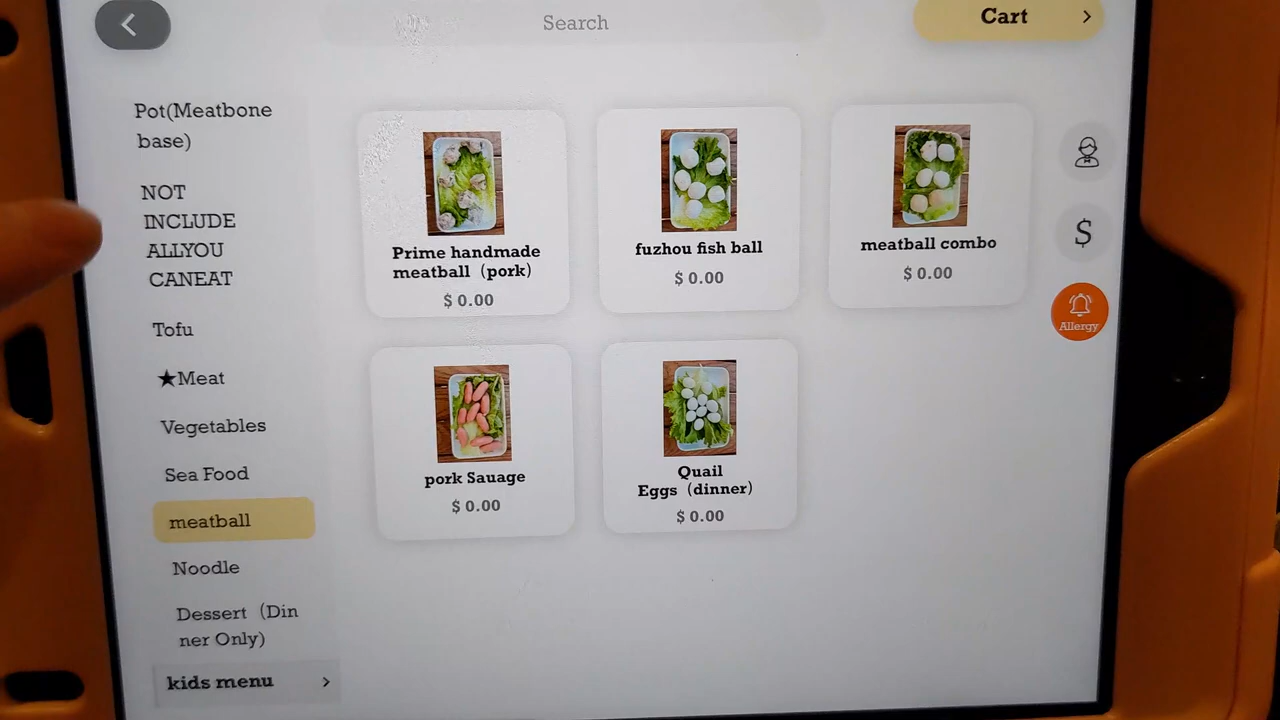 Search
Cart
Pot(Meatbone
base)
NOT
INCLUDE
ALLYOU
CANEAT
Tofu
★Meat
Vegetables
Sea Food
meatball
Noodle
Dessert（Din
ner Only)
kids menu
Prime handmade
meatball（pork）
$ 0.00
fuzhou fish ball
$ 0.00
meatball combo
$ 0.00
pork Sauage
$ 0.00
Quail
Eggs（dinner）
$ 0.00
$
Allergy